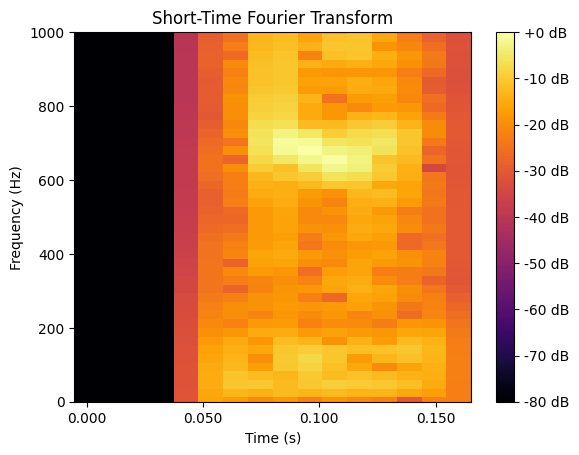 Short-Time Fourier Transform
1000
800
600
400
200
0
Frequency (Hz)
0.000
0.050
0.100
0.150
Time (s)
+0 dB
-10 dB
-20 dB
-30 dB
-40 dB
-50 dB
-60 dB
-70 dB
-80 dB